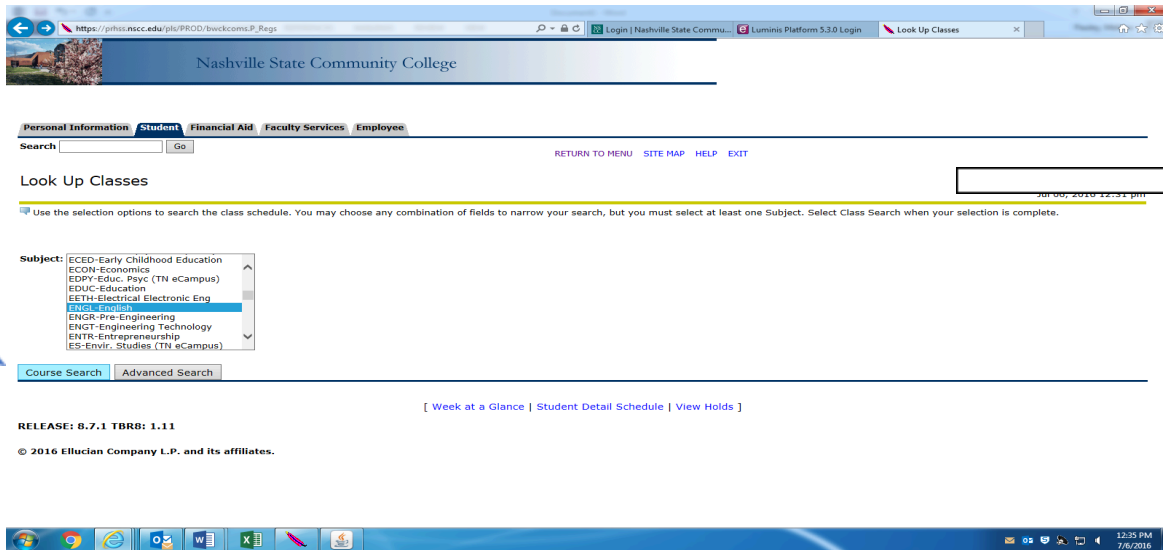 https://prhss.nscc.edu/pls/PROD/bwckcoms.P_Regs
Login | Nashville State Commu...
Luminis Platform 5.3.0 Login
Look Up Classes
Nashville State Community College
Personal Information Student Financial Aid Faculty Services Employee
Search Go
RETURN TO MENU SITE MAP HELP EXIT
Look Up Classes
Jul 06, 2016 12:31 pm
Use the selection options to search the class schedule. You may choose any combination of fields to narrow your search, but you must select at least one Subject. Select Class Search when your selection is complete.
Subject:
ECED-Early Childhood Education
ECON-Economics
EDPY-Educ. Psyc (TN eCampus)
EDUC-Education
EETH-Electrical Electronic Eng
ENGL-English
ENGR-Pre-Engineering
ENGT-Engineering Technology
ENTR-Entrepreneurship
ES-Envir. Studies (TN eCampus)
Course Search Advanced Search
[ Week at a Glance | Student Detail Schedule | View Holds ]
RELEASE: 8.7.1 TBR8: 1.11
© 2016 Ellucian Company L.P. and its affiliates.
12:35 PM
7/6/2016